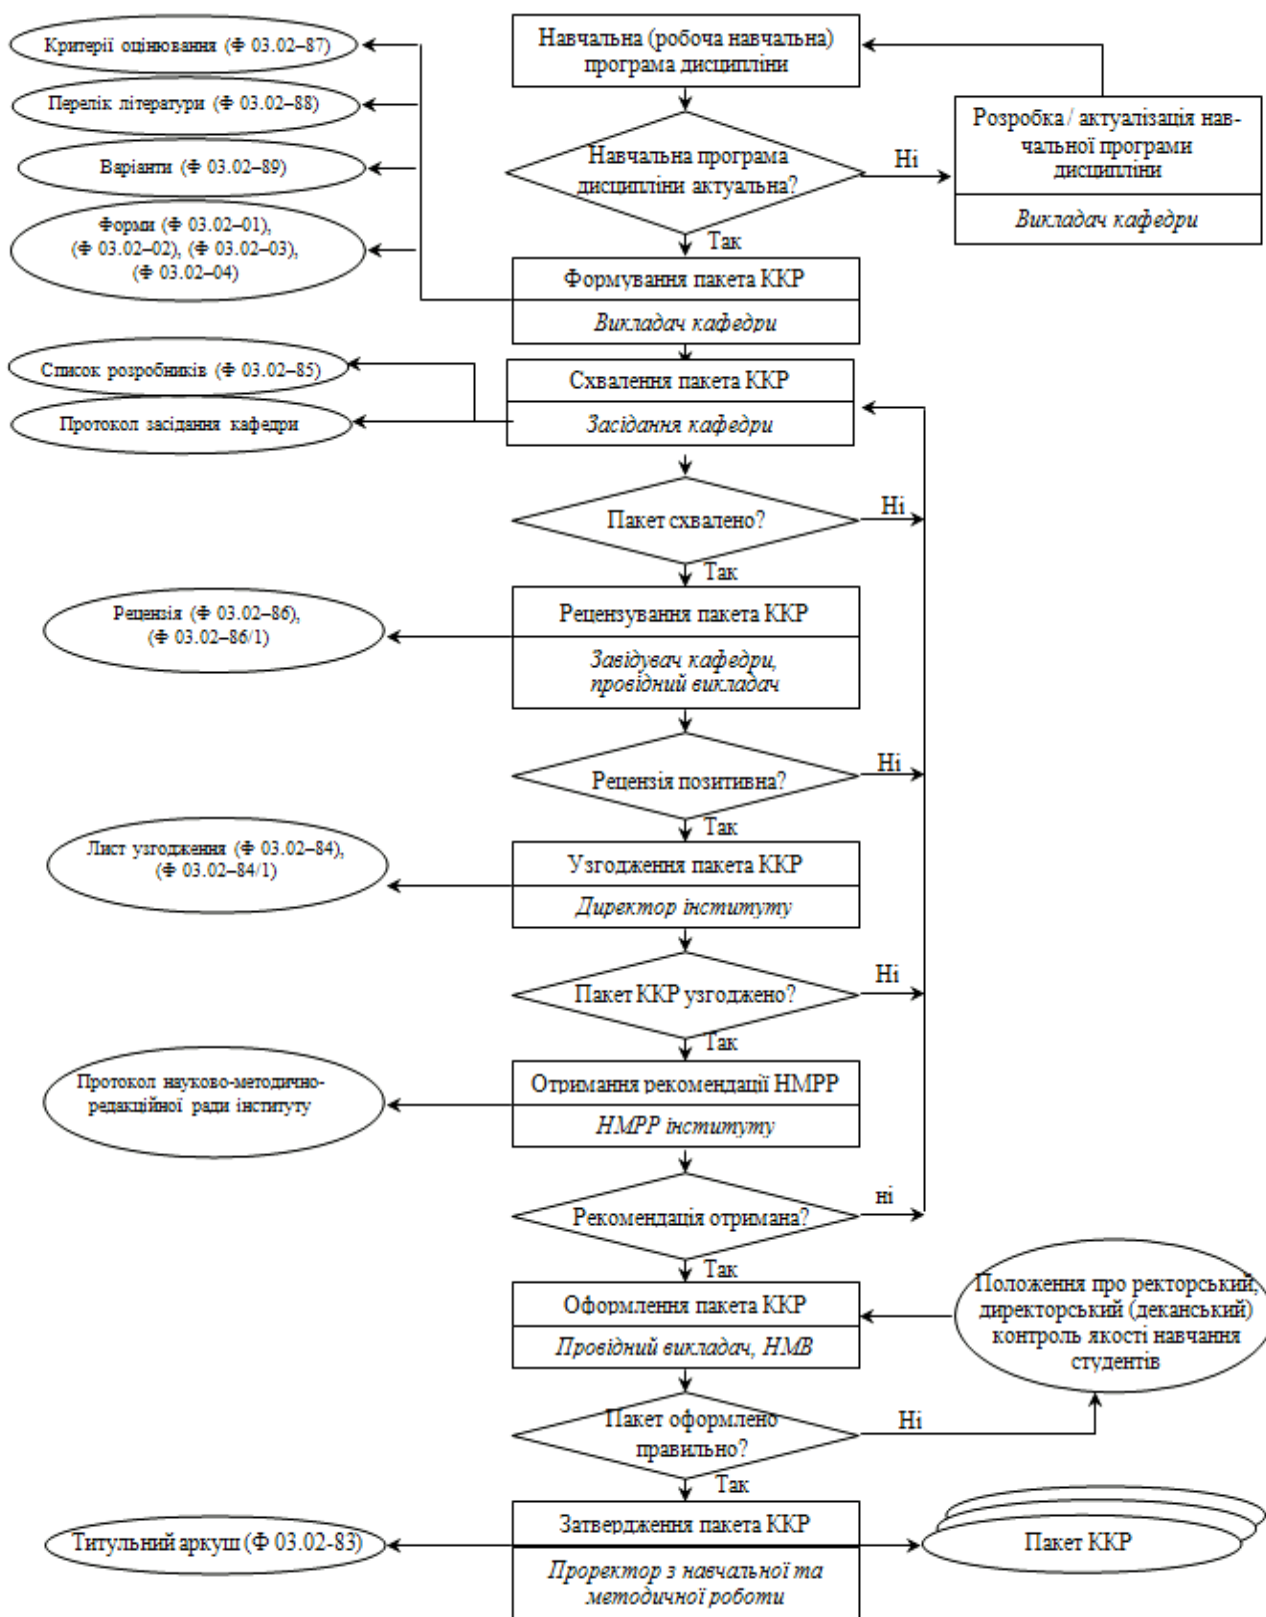 Критерії оцінювання (Ф 03.02–87)
Навчальна (робоча навчальна)
програма дисципліни
Перелік літератури (Ф 03.02–88)
Розробка / актуалізація нав-
чальної програми
дисципліни
Викладач кафедри
Навчальна програма
дисципліни актуальна?
Ні
Варіанти (Ф 03.02–89)
Форми (Ф 03.02–01),
(Ф 03.02–02), (Ф 03.02–03),
(Ф 03.02–04)
Так
Формування пакета ККР
Викладач кафедри
Список розробників (Ф 03.02–85)
Протокол засідання кафедри
Схвалення пакета ККР
Засідання кафедри
Пакет схвалено?
Ні
Так
Рецензія (Ф 03.02–86),
(Ф 03.02–86/1)
Рецензування пакета ККР
Завідувач кафедри,
провідний викладач
Рецензія позитивна?
Ні
Так
Лист узгодження (Ф 03.02–84),
(Ф 03.02–84/1)
Узгодження пакета ККР
Директор інституту
Пакет ККР узгоджено?
Ні
Так
Протокол науково-методично-
редакційної ради інституту
Отримання рекомендації НМРР
НМРР інституту
Рекомендація отримана?
ні
Так
Оформлення пакета ККР
Провідний викладач, НМВ
Положення про ректорський,
директорський (деканський)
контроль якості навчання
студентів
Пакет оформлено
правильно?
Ні
Так
Титульний аркуш (Ф 03.02-83)
Затвердження пакета ККР
Проректор з навчальної та
методичної роботи
Пакет ККР